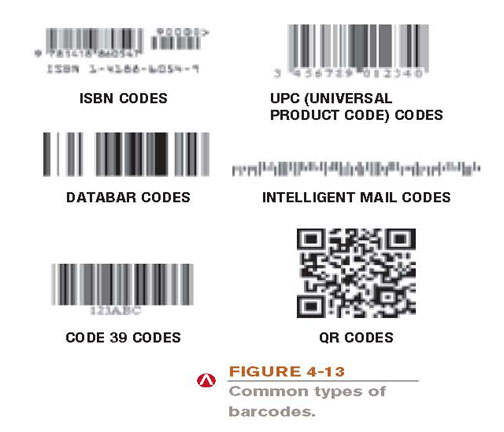 90000>
9 781418 860547
ISBN 1-4188-6054-9
ISBN CODES
3 456789 012340
UPC (UNIVERSAL
PRODUCT CODE) CODES
DATABAR CODES
INTELLIGENT MAIL CODES
123ABC
CODE 39 CODES
QR CODES
FIGURE 4-13
Common types of
barcodes.